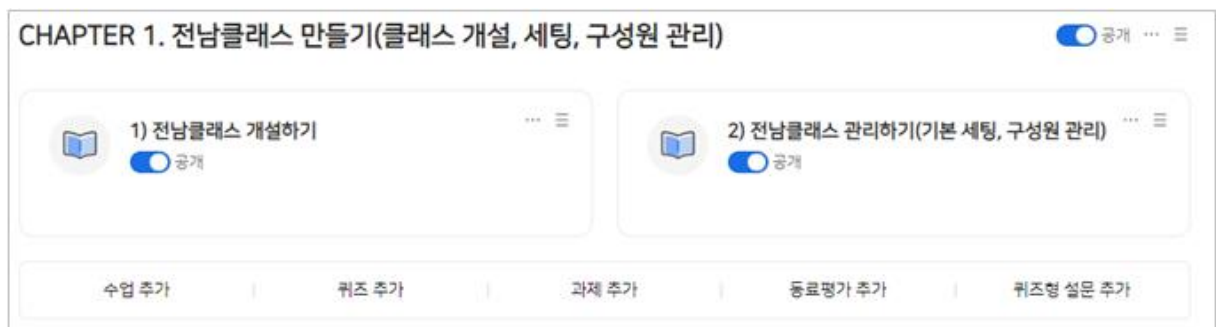 CHAPTER 1. 전남클래스 만들기(클래스 개설, 세팅, 구성원 관리)
공개
1) 전남클래스 개설하기
공개
2) 전남클래스 관리하기(기본 세팅, 구성원 관리)
공개
수업 추가
퀴즈 추가
과제 추가
동료평가 추가
퀴즈형 설문 추가